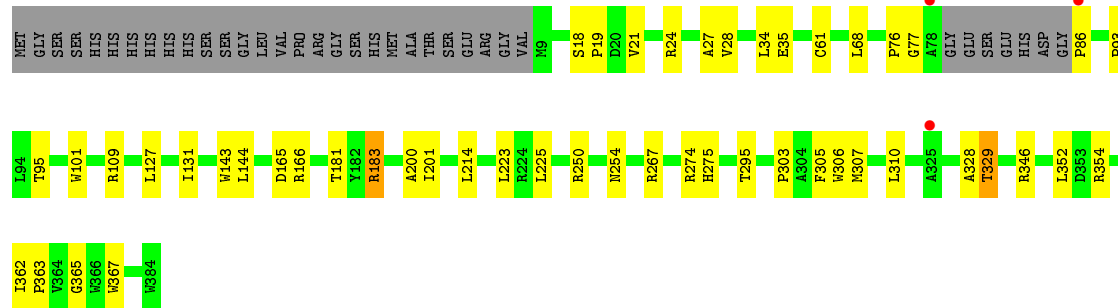 MET GLY SER SER HIS HIS HIS HIS HIS HIS SER SER GLY LEU VAL PRO ARG GLY SER HIS MET ALA THR SER GLU ARG GLY VAL M9 S18 P19 D20 V21 R24 A27 V28 L34 E35 C61 L68 P76 G77 A78 GLY GLU SER GLU HIS ASP GLY P86 P93
L94 T95 W101 R109 L127 I131 W143 L144 D165 R166 T181 Y182 R183 A200 I201 L214 L223 R224 L225 R250 N254 R267 R274 H275 T295 P303 A304 F305 W306 M307 L310 A325 A328 T329 R346 L352 D353 R354
I362 P363 V364 G365 W366 W367 W384